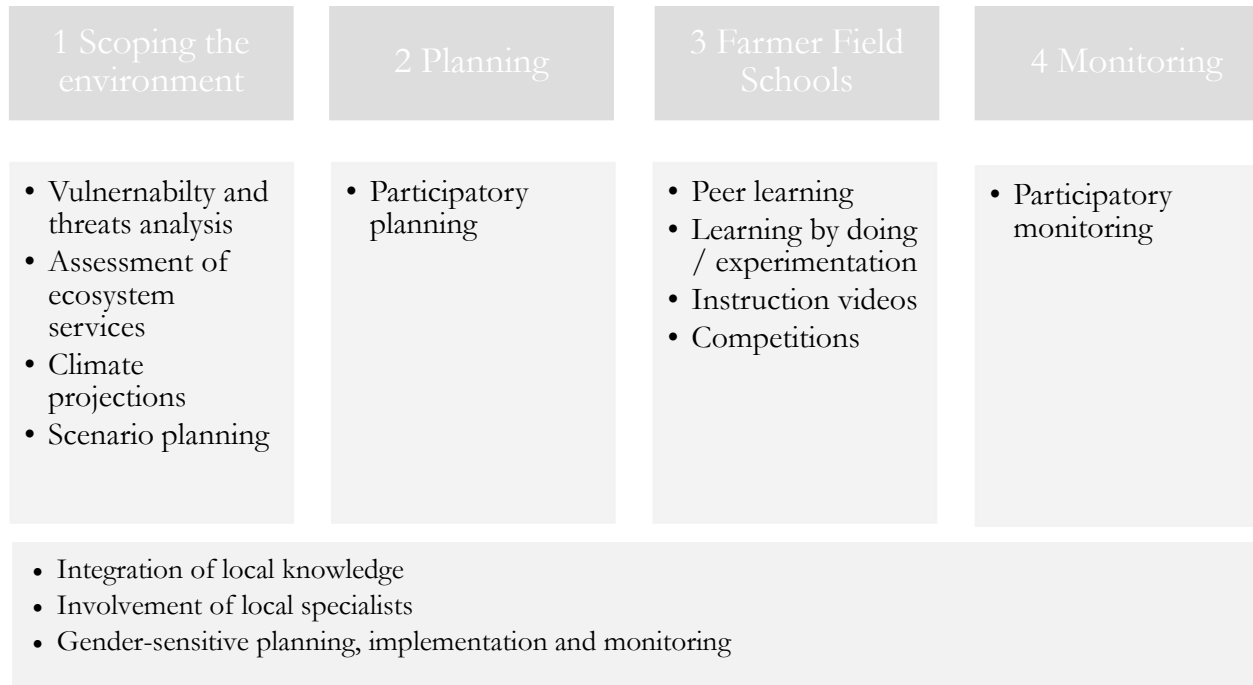 1 Scoping the
environment
2 Planning
3 Farmer Field
Schools
4 Monitoring
• Vulnernabilty and
threats analysis
• Assessment of
ecosystem
services
• Climate
projections
• Scenario planning
• Participatory
planning
• Peer learning
• Learning by doing
/ experimentation
• Instruction videos
• Competitions
• Participatory
monitoring
• Integration of local knowledge
• Involvement of local specialists
• Gender-sensitive planning, implementation and monitoring